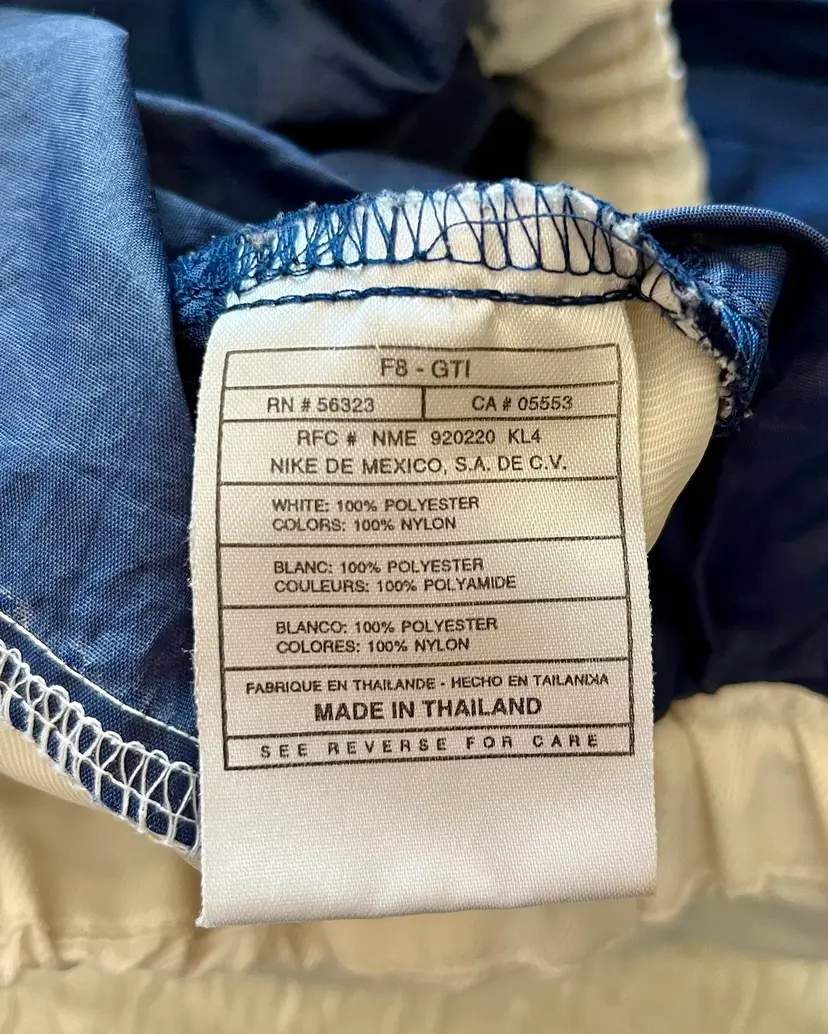 F8 - GTI
RN # 56323 CA # 05553
RFC # NME 920220 KL4
NIKE DE MEXICO, S.A. DE C.V.
WHITE: 100% POLYESTER
COLORS: 100% NYLON
BLANC: 100% POLYESTER
COULEURS: 100% POLYAMIDE
BLANCO: 100% POLYESTER
COLORES: 100% NYLON
FABRIQUE EN THAILANDE - HECHO EN TAILANDIA
MADE IN THAILAND
SEE REVERSE FOR CARE